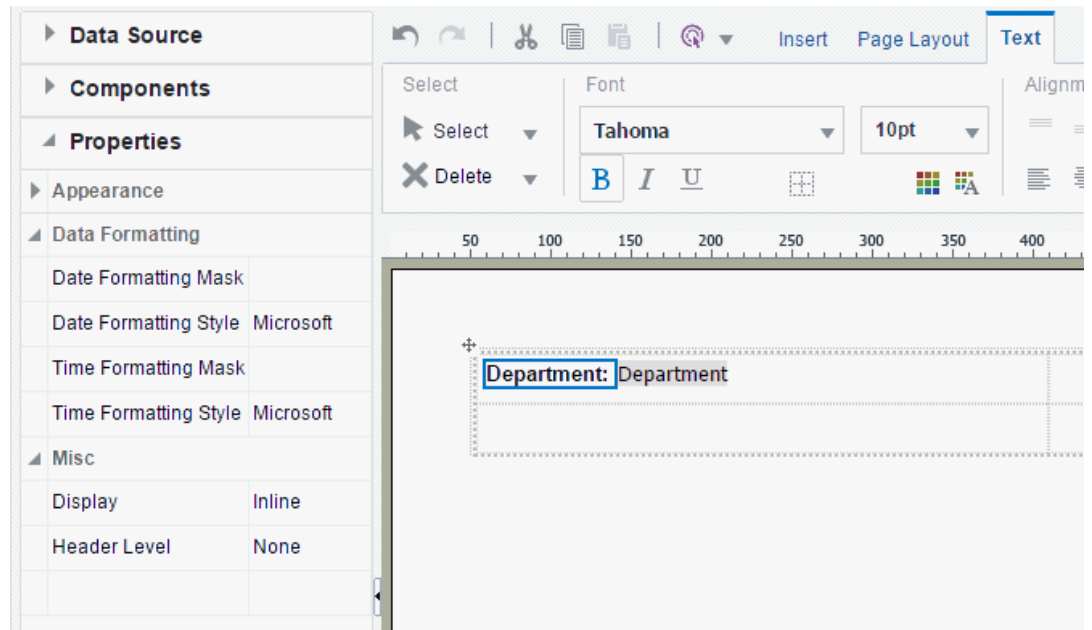 Data Source
Components
Properties
Appearance
Data Formatting
Date Formatting Mask
Date Formatting Style Microsoft
Time Formatting Mask
Time Formatting Style Microsoft
Misc
Display Inline
Header Level None
Insert Page Layout Text
Select Font Alignm
Select Tahoma 10pt
Delete B I U A
50 100 150 200 250 300 350 400
Department: Department